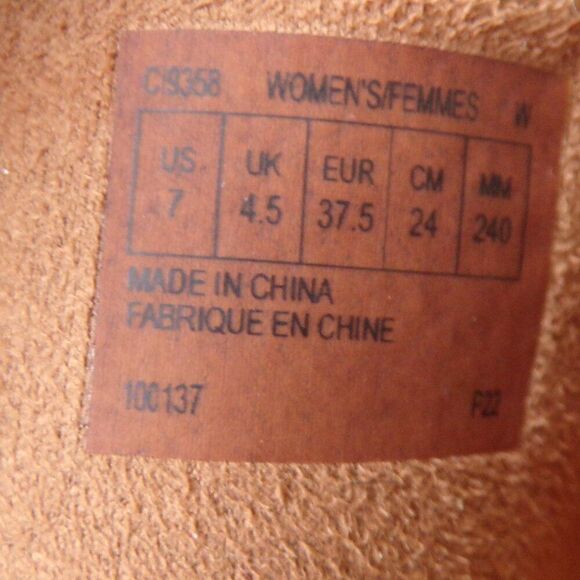 CI9358 WOMEN'S/FEMMES W
US UK EUR CM MM
7 4.5 37.5 24 240
MADE IN CHINA
FABRIQUE EN CHINE
100137 F22